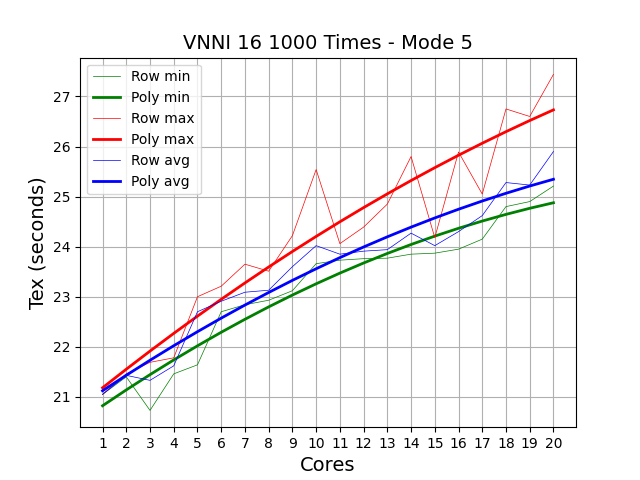 VNNI 16 1000 Times - Mode 5
Row min
Poly min
Row max
Poly max
Row avg
Poly avg
Tex (seconds)
27
26
25
24
23
22
21
1 2 3 4 5 6 7 8 9 10 11 12 13 14 15 16 17 18 19 20
Cores